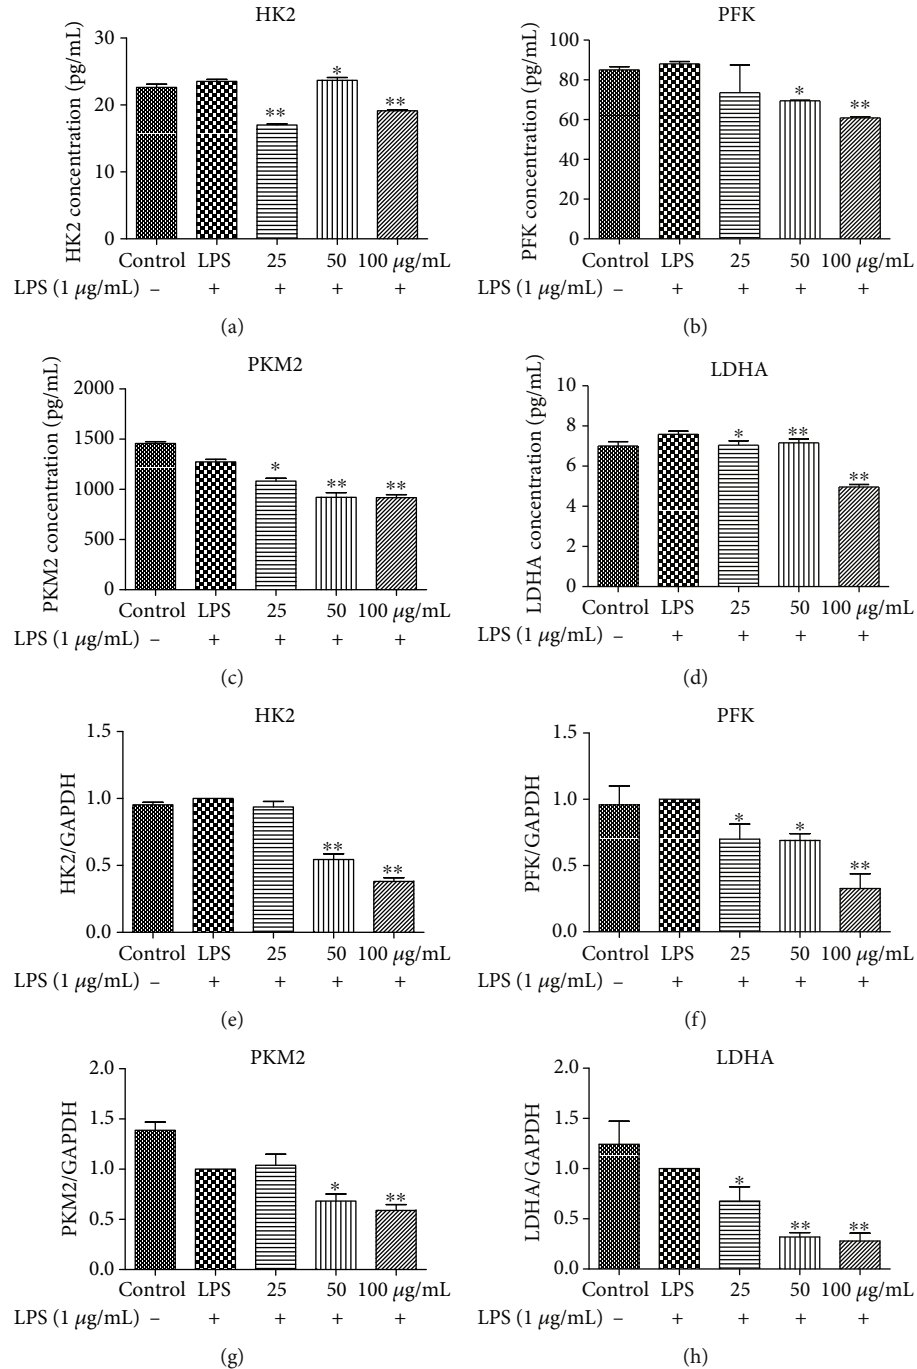 HK2
HK2 concentration (pg/mL)
30
20
10
0
** * **
Control LPS 25 50 100 μg/mL
LPS (1 μg/mL) – + + + +
(a)
PFK
PFK concentration (pg/mL)
100
80
60
40
20
0
* **
Control LPS 25 50 100 μg/mL
LPS (1 μg/mL) – + + + +
(b)
PKM2
PKM2 concentration (pg/mL)
2000
1500
1000
500
0
* ** **
Control LPS 25 50 100 μg/mL
LPS (1 μg/mL) – + + + +
(c)
LDHA
LDHA concentration (pg/mL)
10
8
6
4
2
0
* ** **
Control LPS 25 50 100 μg/mL
LPS (1 μg/mL) – + + + +
(d)
HK2
HK2/GAPDH
1.5
1.0
0.5
0.0
** **
Control LPS 25 50 100 μg/mL
LPS (1 μg/mL) – + + + +
(e)
PFK
PFK/GAPDH
1.5
1.0
0.5
0.0
* * **
Control LPS 25 50 100 μg/mL
LPS (1 μg/mL) – + + + +
(f)
PKM2
PKM2/GAPDH
2.0
1.5
1.0
0.5
0.0
* **
Control LPS 25 50 100 μg/mL
LPS (1 μg/mL) – + + + +
(g)
LDHA
LDHA/GAPDH
2.0
1.5
1.0
0.5
0.0
* ** **
Control LPS 25 50 100 μg/mL
LPS (1 μg/mL) – + + + +
(h)